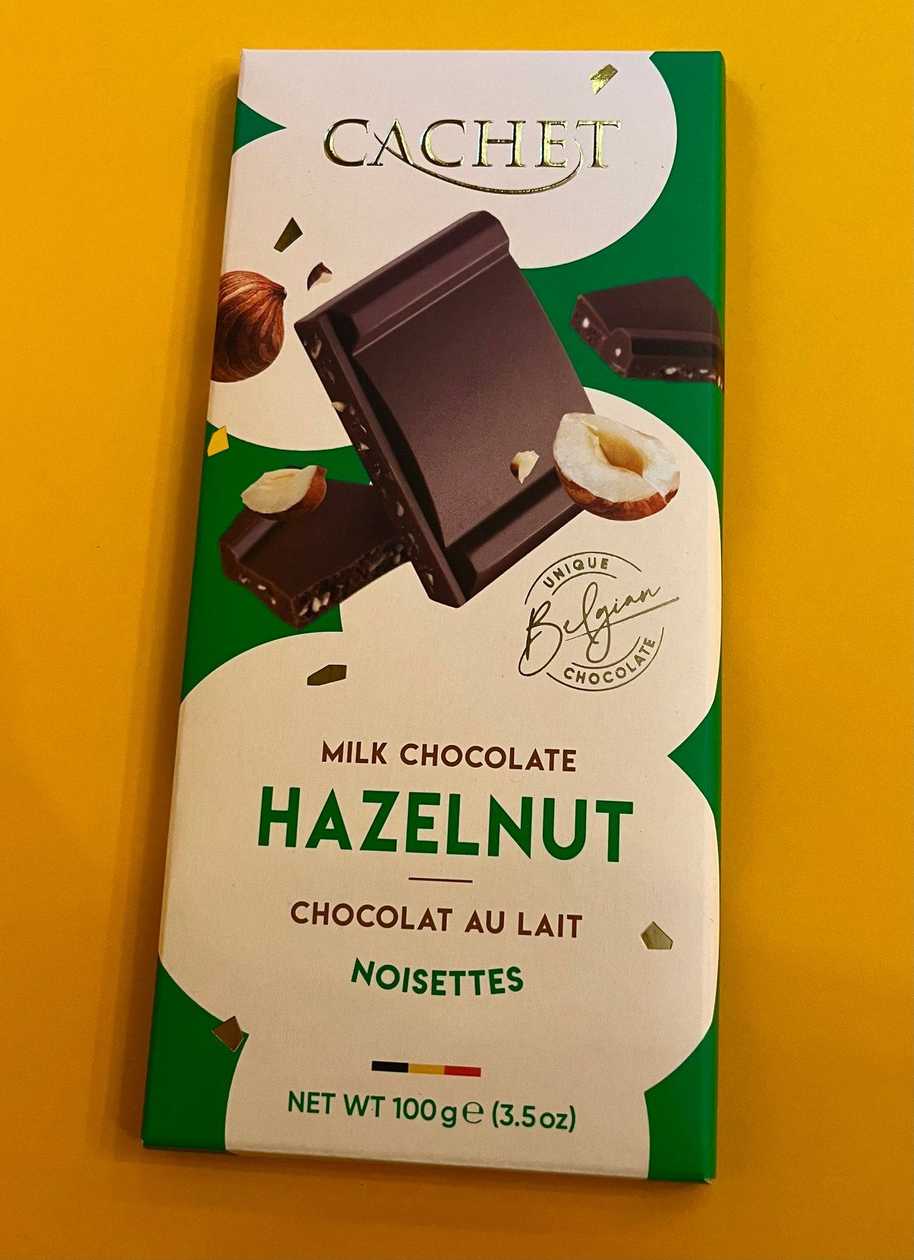 CACHET
UNIQUE
Belgian
CHOCOLATE
MILK CHOCOLATE
HAZELNUT
CHOCOLAT AU LAIT
NOISETTES
NET WT 100g℮ (3.5oz)